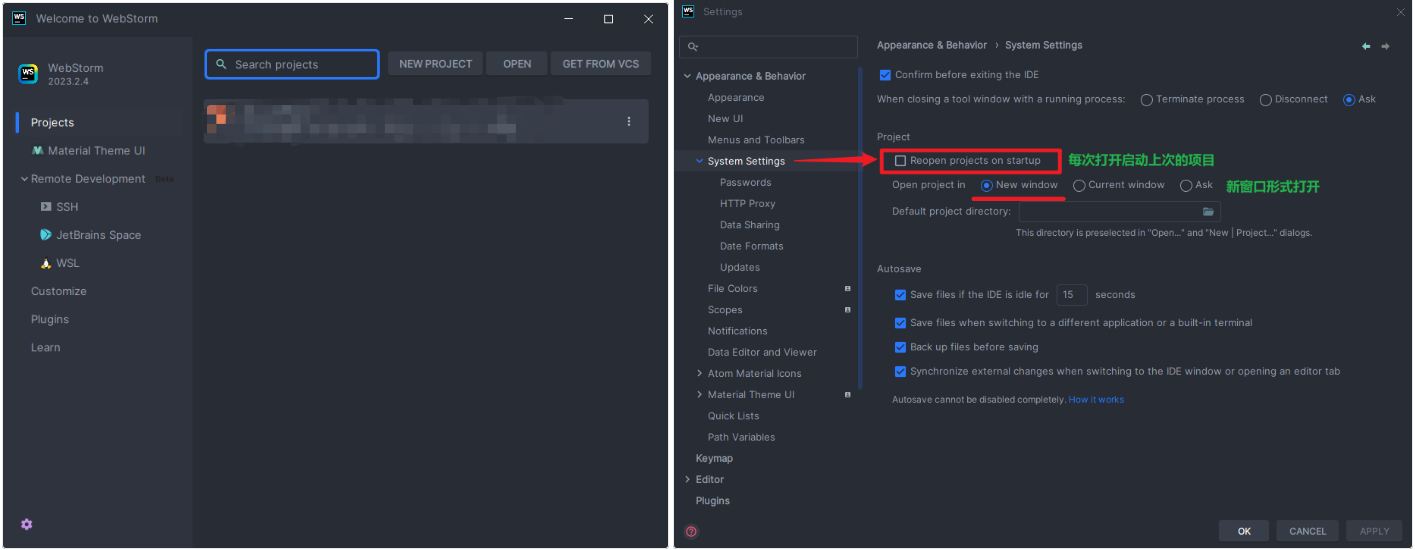 Welcome to WebStorm
WebStorm
2023.2.4
Search projects
NEW PROJECT
OPEN
GET FROM VCS
Projects
Material Theme UI
Remote Development Beta
SSH
JetBrains Space
WSL
Customize
Plugins
Learn
Settings
Appearance & Behavior
Appearance
New UI
Menus and Toolbars
System Settings
Passwords
HTTP Proxy
Data Sharing
Date Formats
Updates
File Colors
Scopes
Notifications
Data Editor and Viewer
Atom Material Icons
Material Theme UI
Quick Lists
Path Variables
Keymap
Editor
Plugins
Appearance & Behavior › System Settings
Confirm before exiting the IDE
When closing a tool window with a running process: Terminate process Disconnect Ask
Project
Reopen projects on startup 每次打开启动上次的项目
Open project in New window Current window Ask 新窗口形式打开
Default project directory:
This directory is preselected in "Open..." and "New | Project..." dialogs.
Autosave
Save files if the IDE is idle for 15 seconds
Save files when switching to a different application or a built-in terminal
Back up files before saving
Synchronize external changes when switching to the IDE window or opening an editor tab
Autosave cannot be disabled completely. How it works
OK
CANCEL
APPLY